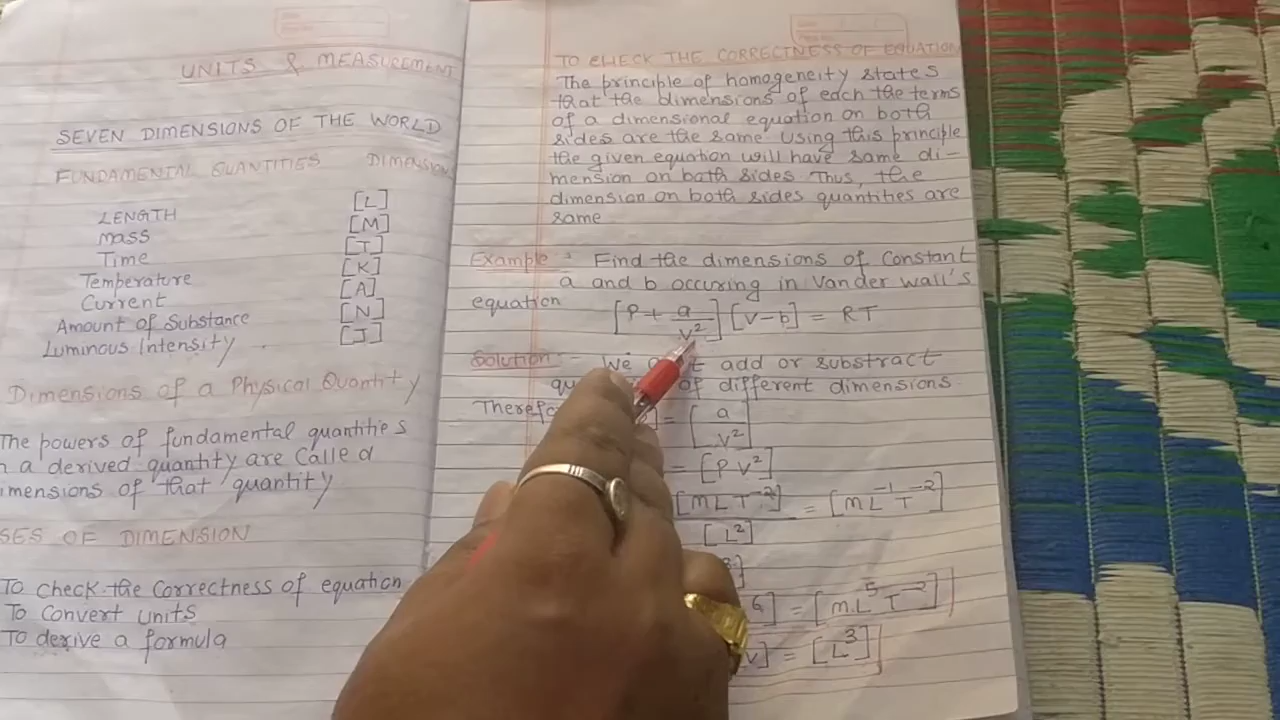 UNITS & MEASUREMENT
SEVEN DIMENSIONS OF THE WORLD
FUNDAMENTAL QUANTITIES DIMENSION
LENGTH [L]
Mass [M]
Time [T]
Temperature [K]
Current [A]
Amount of Substance [N]
Luminous Intensity [J]
Dimensions of a Physical Quantity
The powers of fundamental quantities
a derived quantity are called
imensions of that quantity
SES OF DIMENSION
To check the correctness of equation
To convert units
To derive a formula
TO CHECK THE CORRECTNESS OF EQUATION
The principle of homogeneity states
that the dimensions of each the terms
of a dimensional equation on both
sides are the same. Using this principle
the given equation will have same di-
mension on both sides. Thus, the
dimension on both sides quantities are
same
Example :- Find the dimensions of Constant
a and b occuring in Vander wall's
equation
[P + a/v²] [V-b] = RT
Solution :- We add or substract
of different dimensions.
= [a/v²]
= [P V²]
[MLT⁻²]/[L²] = [ML⁻¹T⁻²]
= [ML⁵T⁻²]
= [L³]